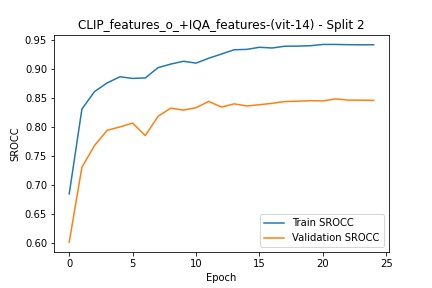 CLIP_features_o_+IQA_features-(vit-14) - Split 2
0.95
0.90
0.85
0.80
0.75
0.70
0.65
0.60
SROCC
Train SROCC
Validation SROCC
0 5 10 15 20 25
Epoch